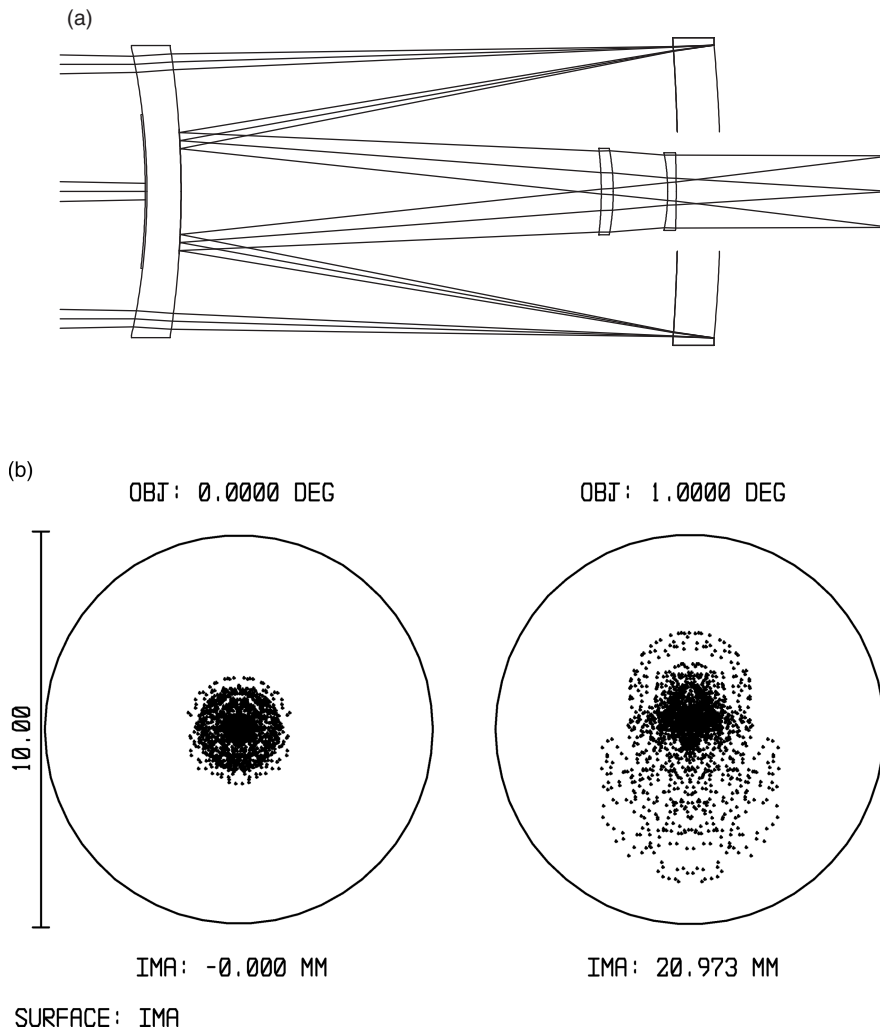 (a)
(b)
OBJ: 0.0000 DEG
OBJ: 1.0000 DEG
10.00
IMA: -0.000 MM
IMA: 20.973 MM
SURFACE: IMA